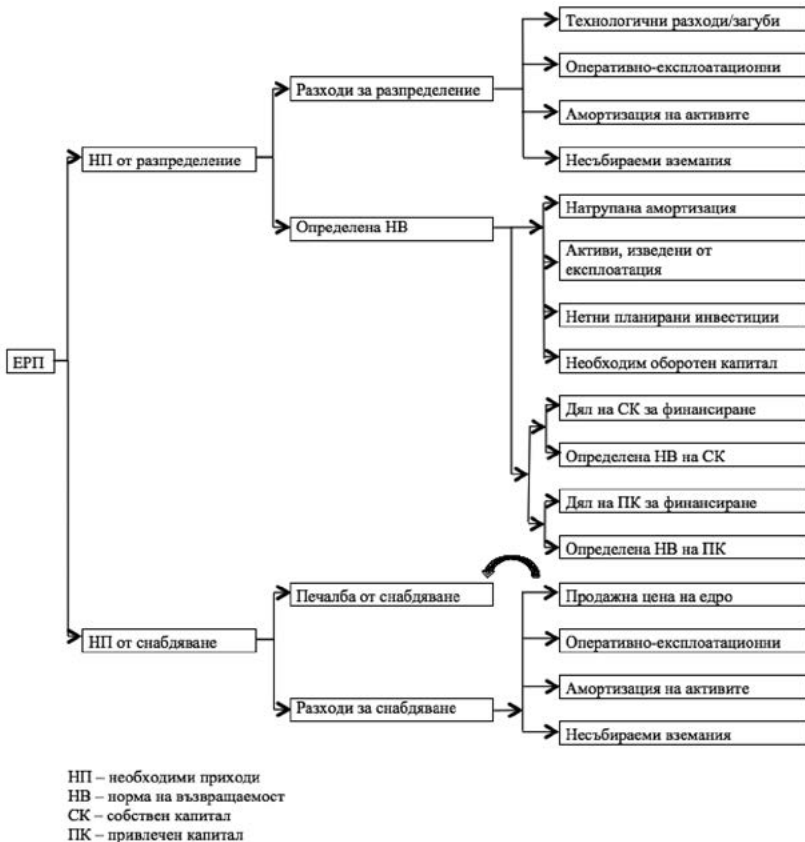 ЕРП
НП от разпределение
Разходи за разпределение
Технологични разходи/загуби
Оперативно-експлоатационни
Амортизация на активите
Несъбираеми вземания
Определена НВ
Натрупана амортизация
Активи, изведени от
експлоатация
Нетни планирани инвестиции
Необходим оборотен капитал
Дял на СК за финансиране
Определена НВ на СК
Дял на ПК за финансиране
Определена НВ на ПК
НП от снабдяване
Печалба от снабдяване
Разходи за снабдяване
Продажна цена на едро
Оперативно-експлоатационни
Амортизация на активите
Несъбираеми вземания
НП – необходими приходи
НВ – норма на възвращаемост
СК – собствен капитал
ПК – привлечен капитал